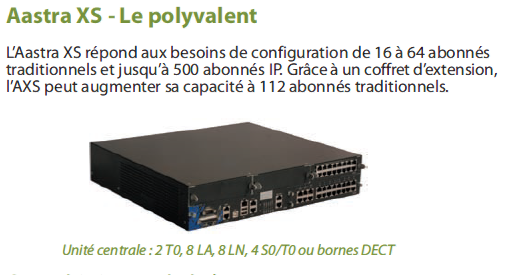 Aastra XS - Le polyvalent
L'Aastra XS répond aux besoins de configuration de 16 à 64 abonnés
traditionnels et jusqu'à 500 abonnés IP. Grâce à un coffret d'extension,
l'AXS peut augmenter sa capacité à 112 abonnés traditionnels.
Unité centrale : 2 T0, 8 LA, 8 LN, 4 S0/T0 ou bornes DECT